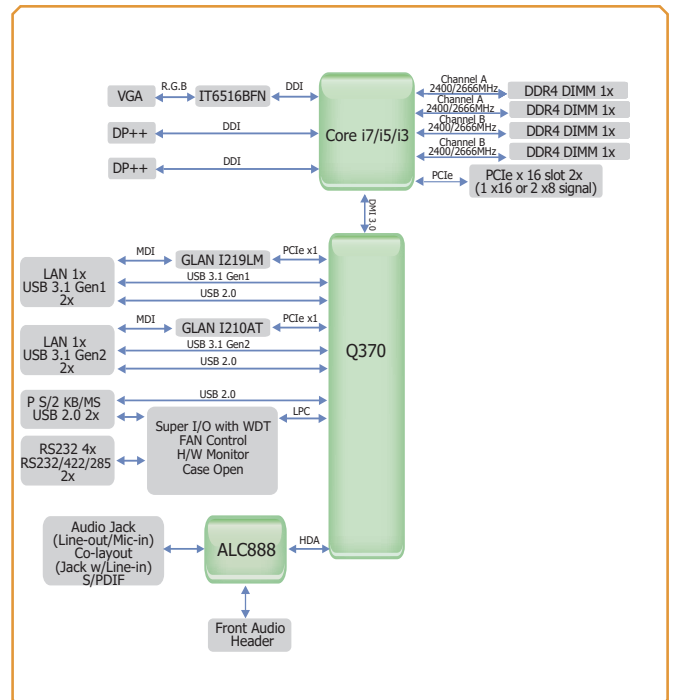 VGA
R.G.B
IT6516BFN
DDI
DP++
DDI
DP++
DDI
Core i7/i5/i3
Channel A
2400/2666MHz
DDR4 DIMM 1x
Channel A
2400/2666MHz
DDR4 DIMM 1x
Channel B
2400/2666MHz
DDR4 DIMM 1x
Channel B
2400/2666MHz
DDR4 DIMM 1x
PCIe
PCIe x 16 slot 2x
(1 x16 or 2 x8 signal)
DMI 3.0
LAN 1x
USB 3.1 Gen1
2x
MDI
GLAN I219LM
PCIe x1
USB 3.1 Gen1
USB 2.0
LAN 1x
USB 3.1 Gen2
2x
MDI
GLAN I210AT
PCIe x1
USB 3.1 Gen2
USB 2.0
Q370
P S/2 KB/MS
USB 2.0 2x
USB 2.0
LPC
Super I/O with WDT
FAN Control
H/W Monitor
Case Open
RS232 4x
RS232/422/285
2x
Audio Jack
(Line-out/Mic-in)
Co-layout
(Jack w/Line-in)
S/PDIF
ALC888
HDA
Front Audio
Header